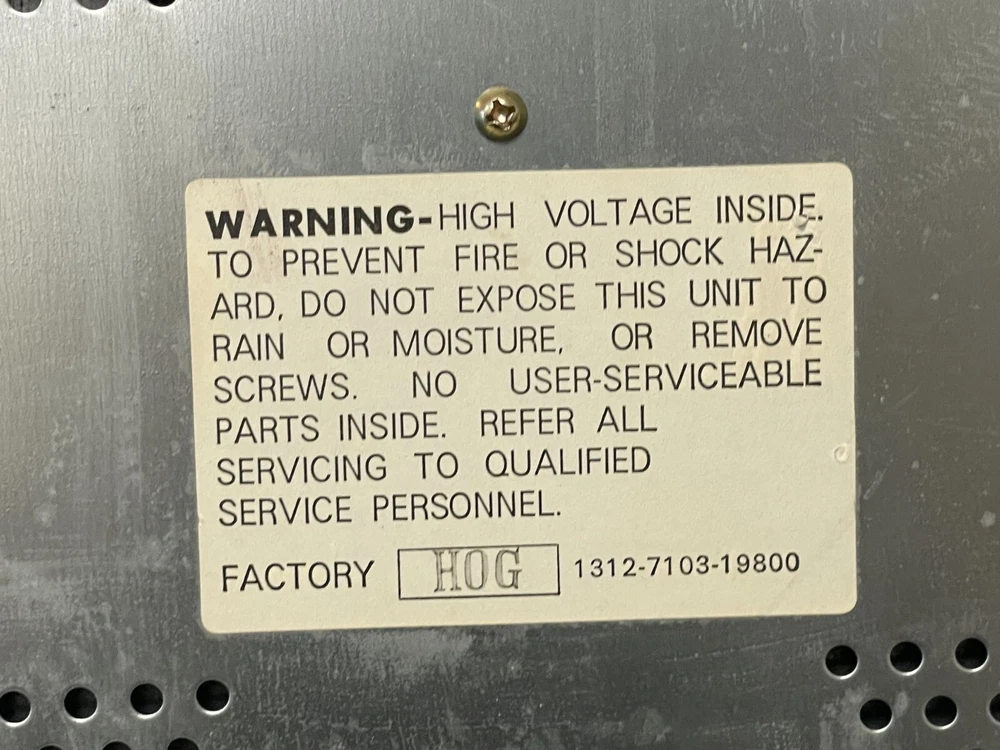 WARNING-HIGH VOLTAGE INSIDE.
TO PREVENT FIRE OR SHOCK HAZ-
ARD, DO NOT EXPOSE THIS UNIT TO
RAIN OR MOISTURE, OR REMOVE
SCREWS. NO USER-SERVICEABLE
PARTS INSIDE. REFER ALL
SERVICING TO QUALIFIED
SERVICE PERSONNEL.
FACTORY HOG 1312-7103-19800